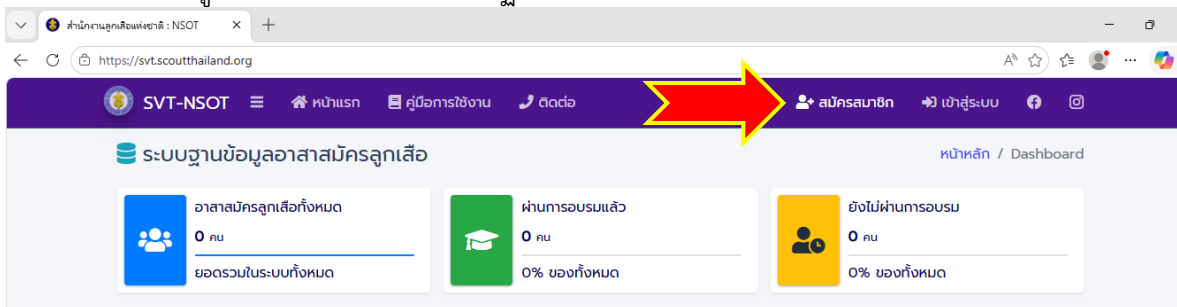 สำนักงานลูกเสือแห่งชาติ : NSOT
https://svt.scoutthailand.org
SVT-NSOT หน้าแรก คู่มือการใช้งาน ติดต่อ สมัครสมาชิก เข้าสู่ระบบ
ระบบฐานข้อมูลอาสาสมัครลูกเสือ หน้าหลัก / Dashboard
อาสาสมัครลูกเสือทั้งหมด ผ่านการอบรมแล้ว ยังไม่ผ่านการอบรม
0 คน 0 คน 0 คน
ยอดรวมในระบบทั้งหมด 0% ของทั้งหมด 0% ของทั้งหมด